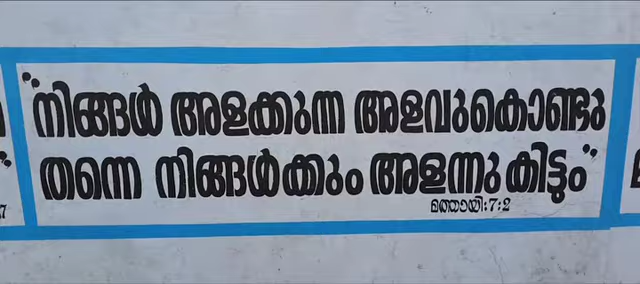 "നിങ്ങൾ അളക്കുന്ന അളവുകൊണ്ടു
തന്നെ നിങ്ങൾക്കും അളന്നുകിട്ടും"
മത്തായി:7:2